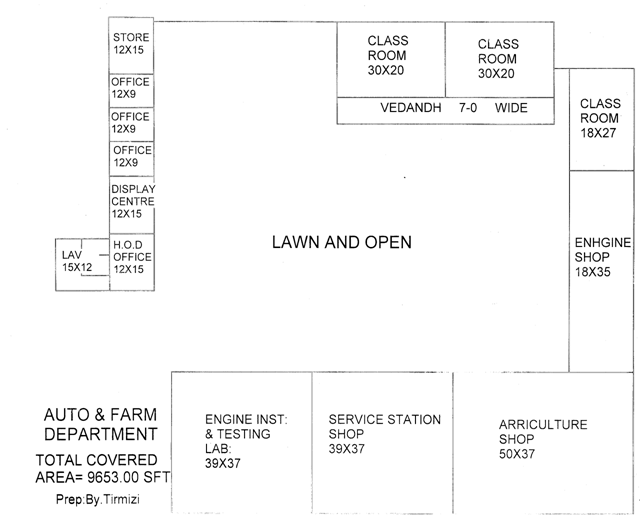 STORE
12X15
OFFICE
12X9
OFFICE
12X9
OFFICE
12X9
DISPLAY
CENTRE
12X15
H.O.D
OFFICE
12X15
LAV
15X12
CLASS
ROOM
30X20
CLASS
ROOM
30X20
VEDANDH 7-0 WIDE
CLASS
ROOM
18X27
ENHGINE
SHOP
18X35
LAWN AND OPEN
ENGINE INST:
& TESTING
LAB:
39X37
SERVICE STATION
SHOP
39X37
ARRICULTURE
SHOP
50X37
AUTO & FARM
DEPARTMENT
TOTAL COVERED
AREA= 9653.00 SFT
Prep:By.Tirmizi